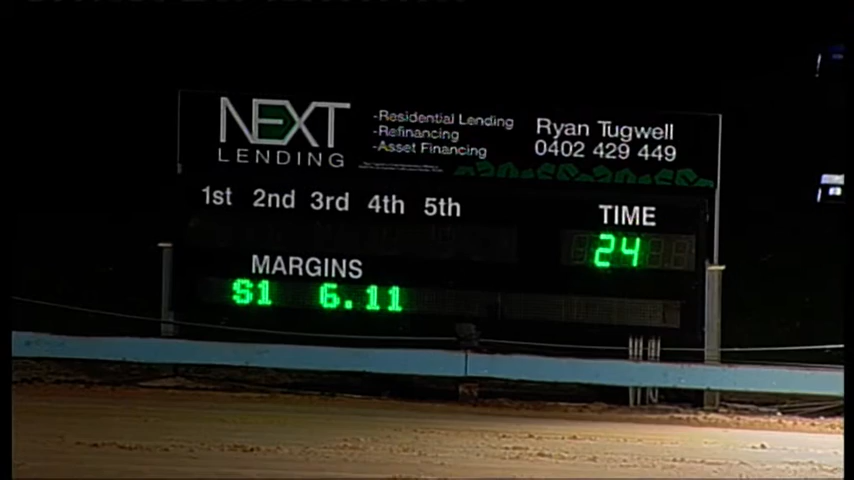 NEXT
LENDING
-Residential Lending
-Refinancing
-Asset Financing
Ryan Tugwell
0402 429 449
1st 2nd 3rd 4th 5th
TIME
24
MARGINS
S1 6.11